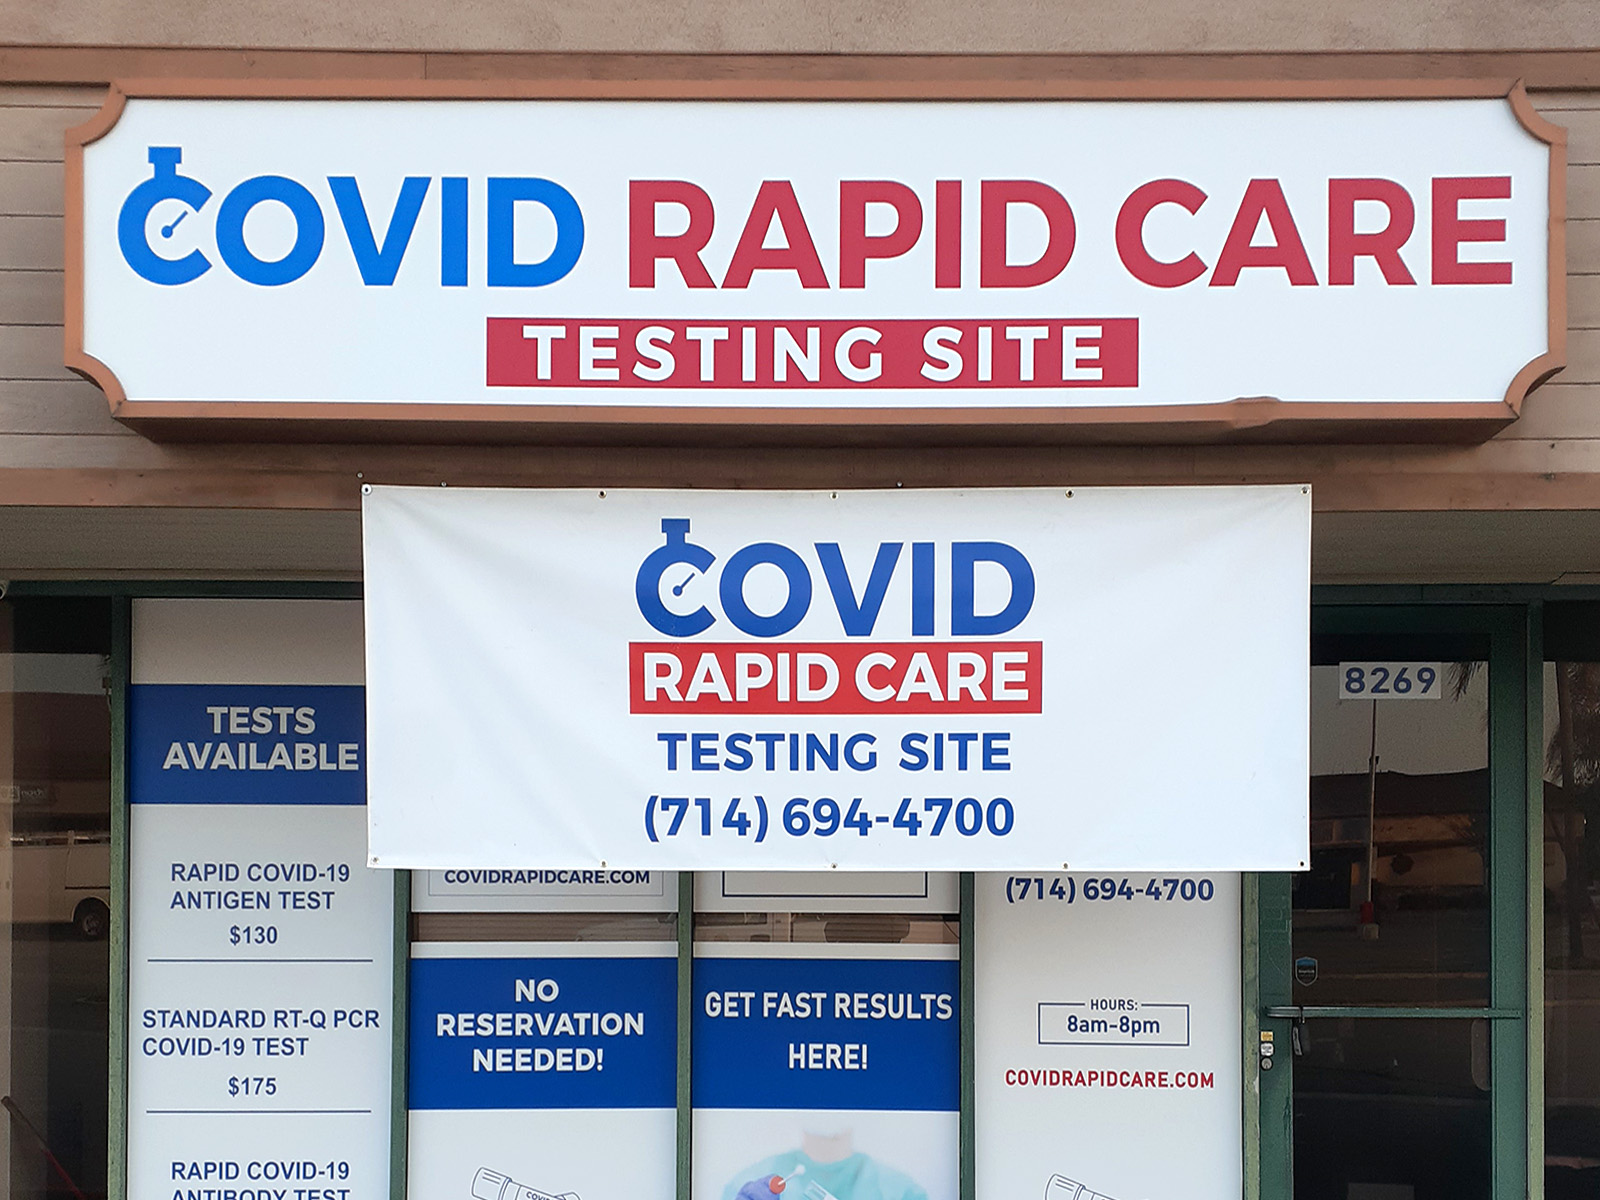 COVID RAPID CARE
TESTING SITE
COVID
RAPID CARE
TESTING SITE
(714) 694-4700
8269
TESTS
AVAILABLE
RAPID COVID-19
ANTIGEN TEST
$130
STANDARD RT-Q PCR
COVID-19 TEST
$175
RAPID COVID-19
ANTIBODY TEST
COVIDRAPIDCARE.COM
NO
RESERVATION
NEEDED!
GET FAST RESULTS
HERE!
(714) 694-4700
HOURS:
8am-8pm
COVIDRAPIDCARE.COM